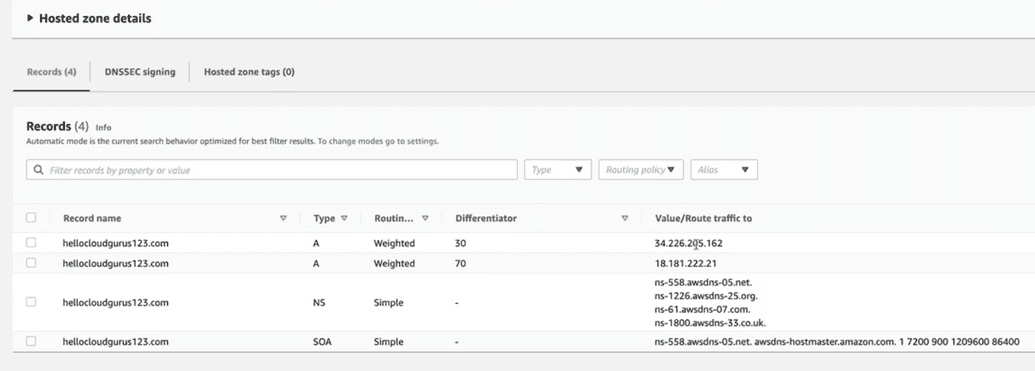 Hosted zone details
Records (4) DNSSEC signing Hosted zone tags (0)
Records (4) Info
Automatic mode is the current search behavior optimized for best filter results. To change modes go to settings.
Filter records by property or value Type Routing policy Alias
Record name Type Routin... Differentiator Value/Route traffic to
hellocloudgurus123.com A Weighted 30 34.226.205.162
hellocloudgurus123.com A Weighted 70 18.181.222.21
ns-558.awsdns-05.net.
ns-1226.awsdns-25.org.
hellocloudgurus123.com NS Simple -
ns-61.awsdns-07.com.
ns-1800.awsdns-33.co.uk.
hellocloudgurus123.com SOA Simple - ns-558.awsdns-05.net. awsdns-hostmaster.amazon.com. 1 7200 900 1209600 86400